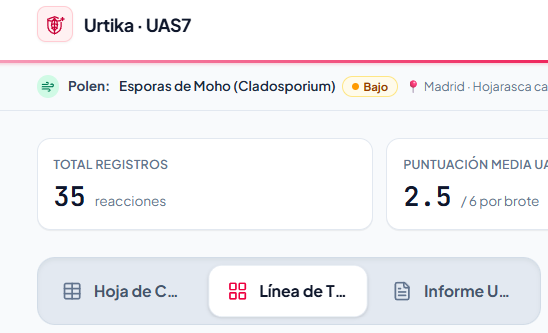 Urtika · UAS7
Polen: Esporas de Moho (Cladosporium) Bajo Madrid · Hojarasca ca
TOTAL REGISTROS
35 reacciones
PUNTUACIÓN MEDIA UA
2.5 / 6 por brote
Hoja de C... Línea de T... Informe U...